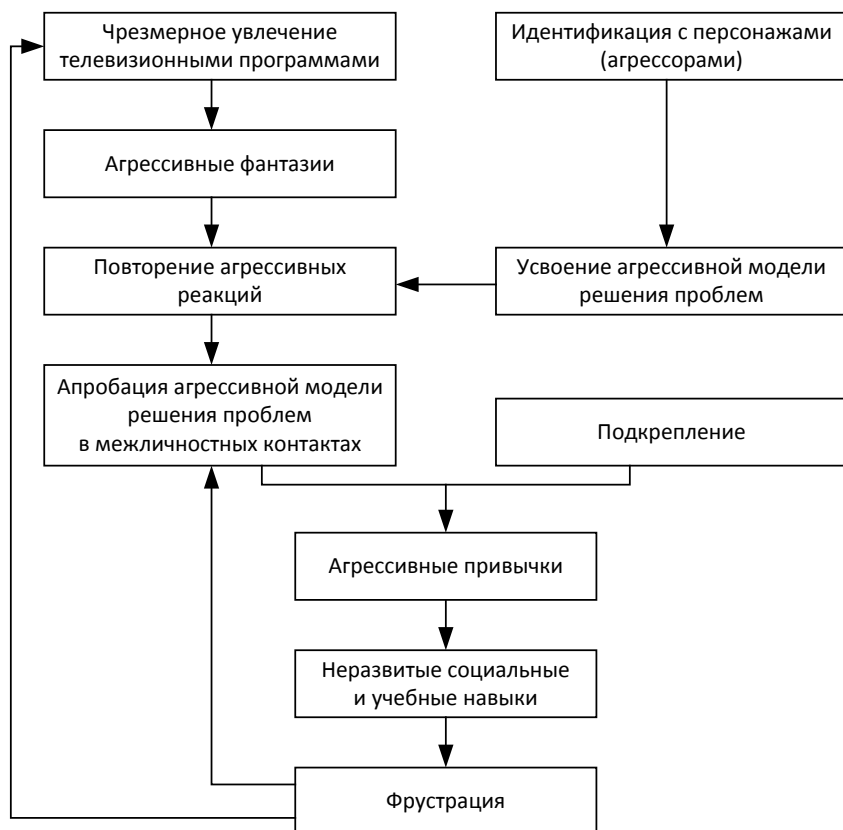 Чрезмерное увлечение
телевизионными программами
Идентификация с персонажами
(агрессорами)
Агрессивные фантазии
Повторение агрессивных
реакций
Усвоение агрессивной модели
решения проблем
Апробация агрессивной модели
решения проблем
в межличностных контактах
Подкрепление
Агрессивные привычки
Неразвитые социальные
и учебные навыки
Фрустрация